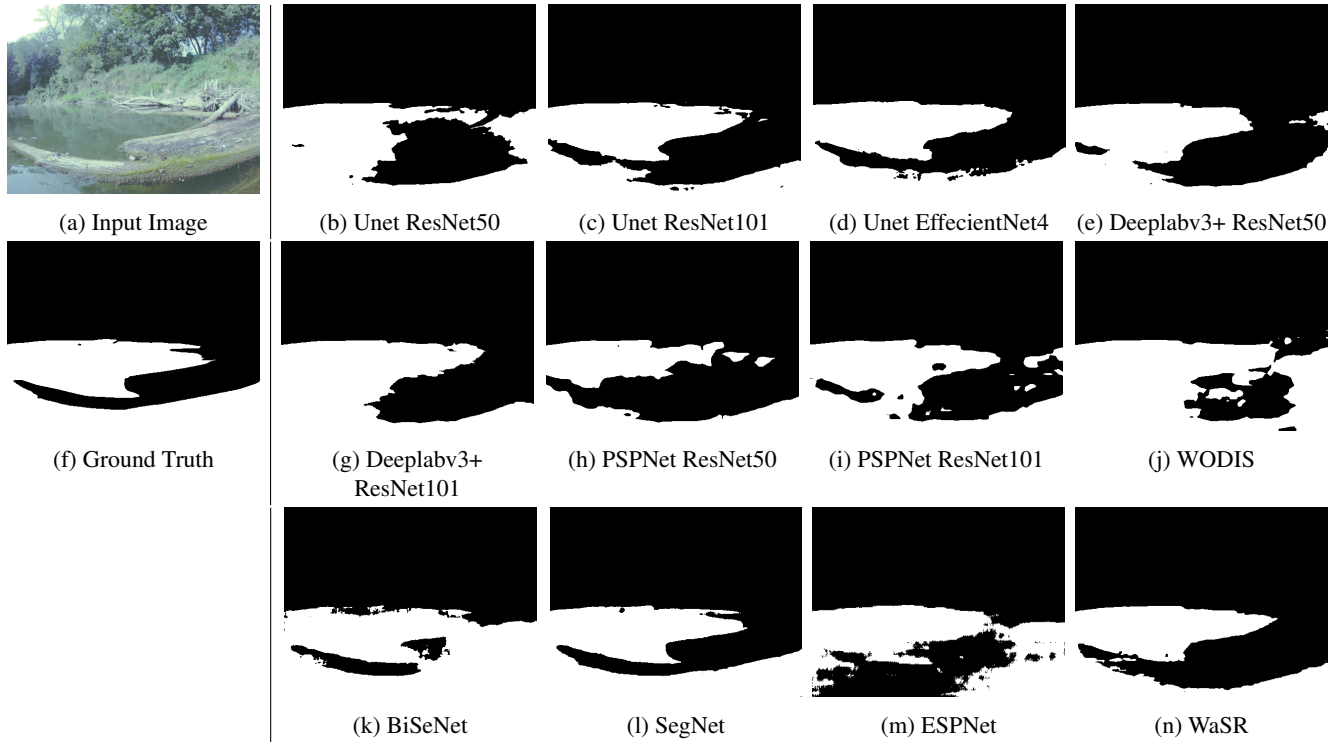 (a) Input Image
(b) Unet ResNet50
(c) Unet ResNet101
(d) Unet EffecientNet4
(e) Deeplabv3+ ResNet50
(f) Ground Truth
(g) Deeplabv3+
ResNet101
(h) PSPNet ResNet50
(i) PSPNet ResNet101
(j) WODIS
(k) BiSeNet
(l) SegNet
(m) ESPNet
(n) WaSR